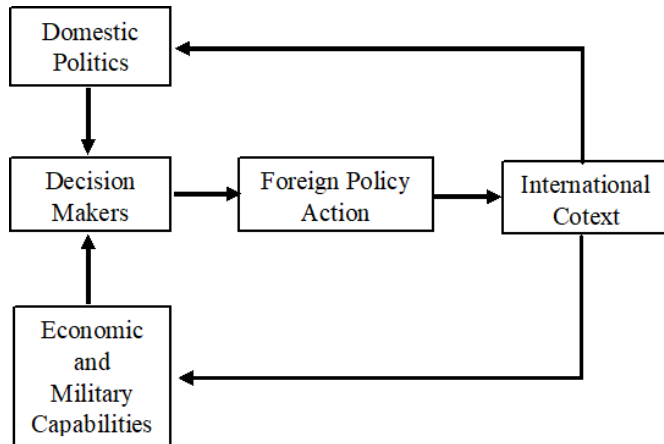 Domestic
Politics
Decision
Makers
Foreign Policy
Action
International
Cotext
Economic
and
Military
Capabilities